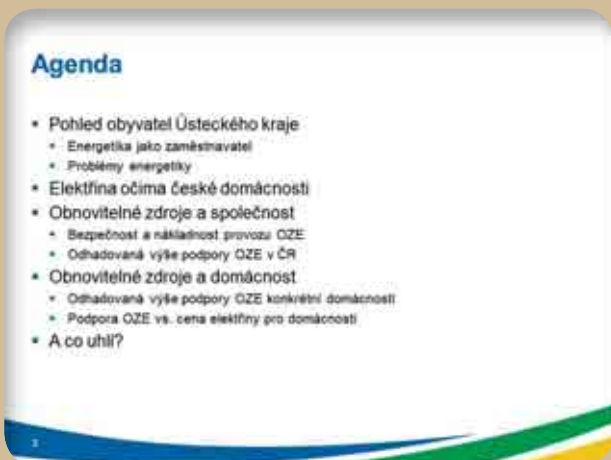 Agenda
• Pohled obyvatel Ústeckého kraje
• Energetika jako zaměstnavatel
• Problémy energetiky
• Elektřina očima české domácnosti
• Obnovitelné zdroje a společnost
• Bezpečnost a nákladnost provozu OZE
• Odhadovaná výše podpory OZE v ČR
• Obnovitelné zdroje a domácnost
• Odhadovaná výše podpory OZE konkrétní domácností
• Podpora OZE vs. cena elektřiny pro domácnosti
• A co uhlí?